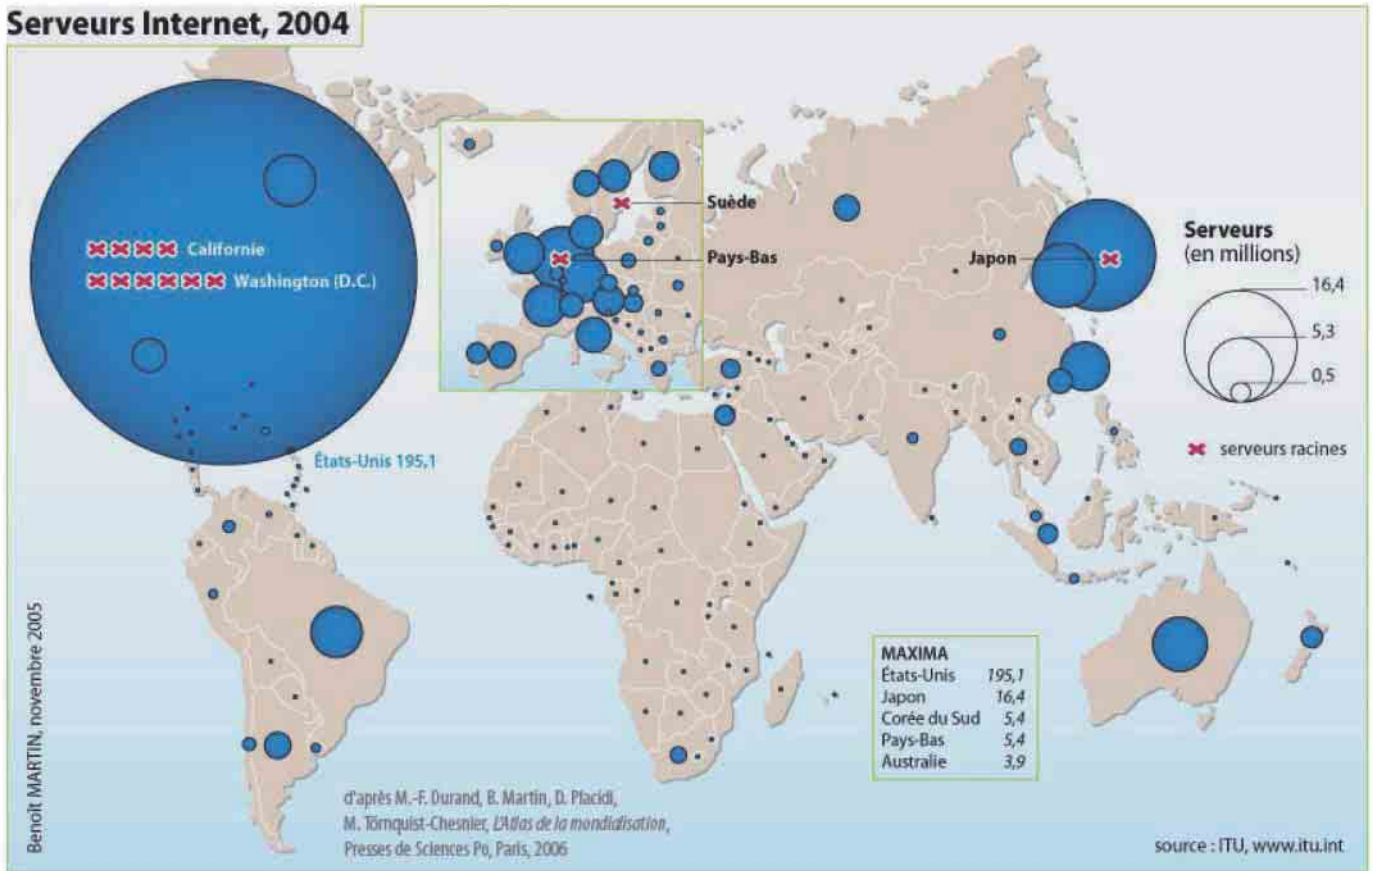 Serveurs Internet, 2004
Suède
Californie
Washington (D.C.)
Pays-Bas
Japon
Serveurs
(en millions)
16,4
5,3
0,5
serveurs racines
États-Unis 195,1
MAXIMA
États-Unis 195,1
Japon 16,4
Corée du Sud 5,4
Pays-Bas 5,4
Australie 3,9
Benoît MARTIN, novembre 2005
d'après M.-F. Durand, B. Martin, D. Placidi,
M. Törnquist-Chesnier, L'Atlas de la mondialisation,
Presses de Sciences Po, Paris, 2006
source : ITU, www.itu.int